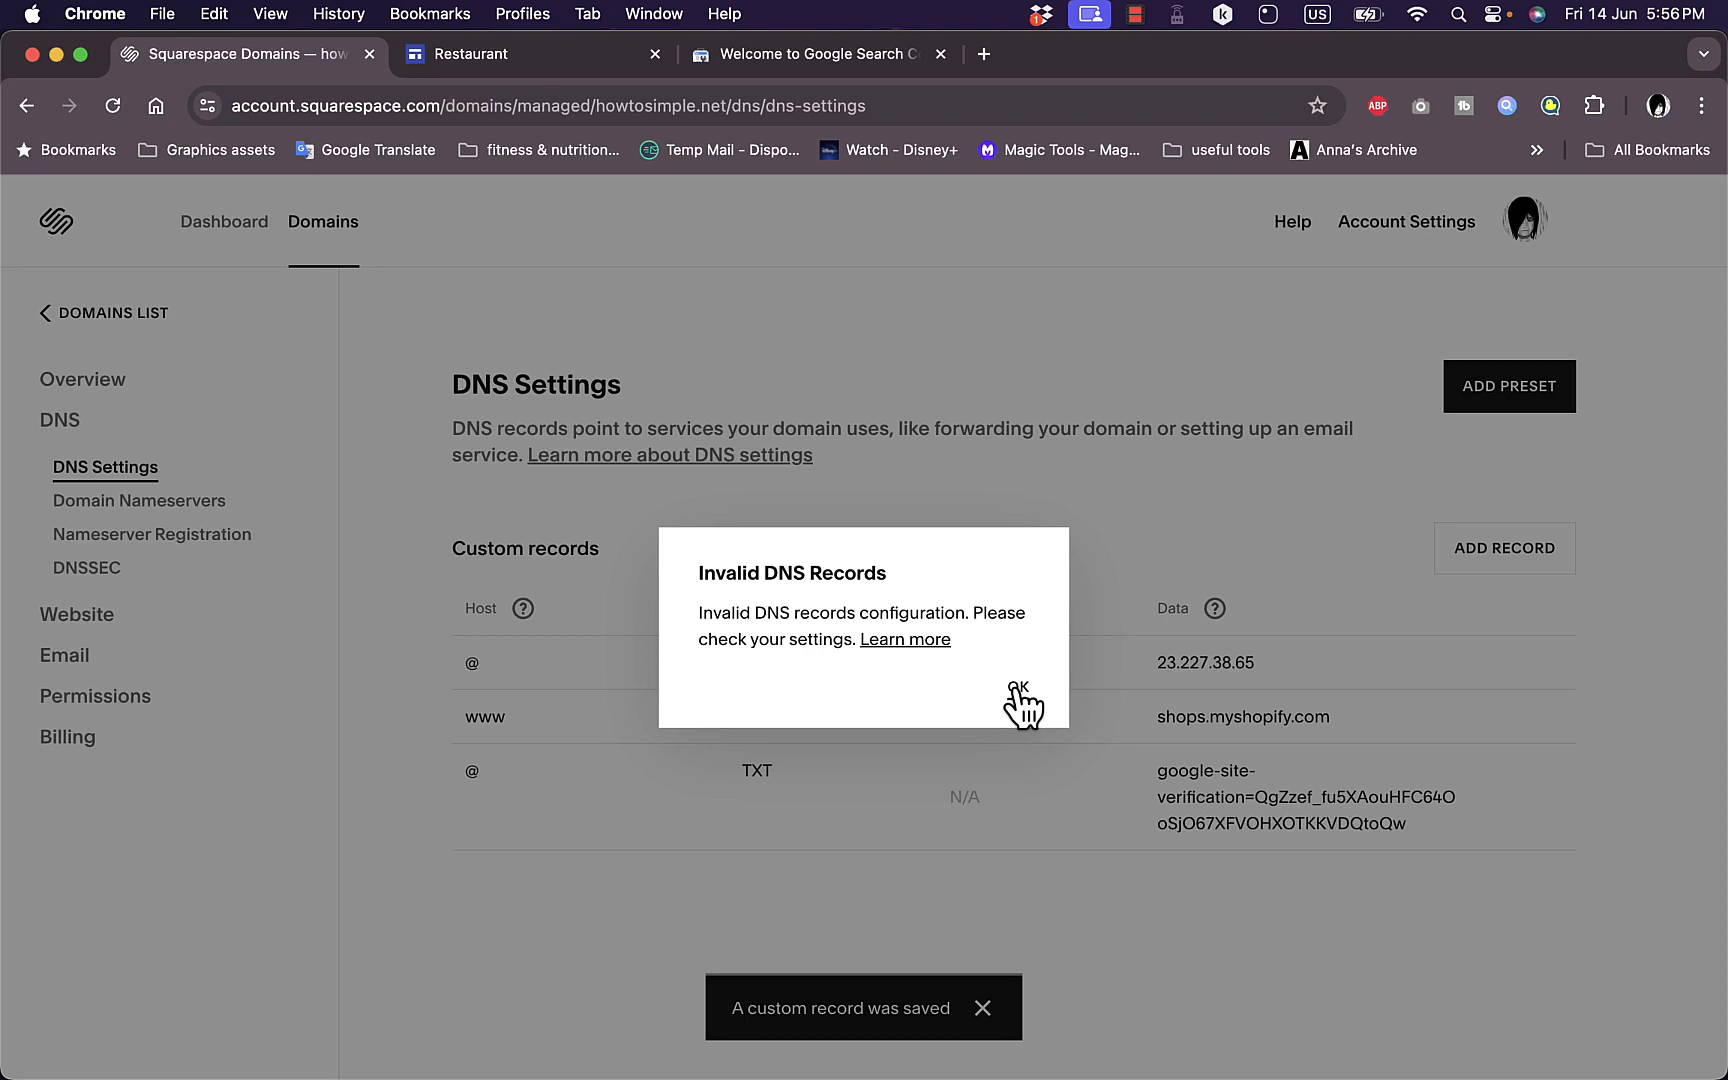 Chrome File Edit View History Bookmarks Profiles Tab Window Help US Fri 14 Jun 5:56 PM
Squarespace Domains — how Restaurant Welcome to Google Search C
account.squarespace.com/domains/managed/howtosimple.net/dns/dns-settings ABP tb
Bookmarks Graphics assets Google Translate fitness & nutrition... Temp Mail - Dispo... Watch - Disney+ Magic Tools - Mag... useful tools Anna's Archive All Bookmarks
Dashboard Domains Help Account Settings
DOMAINS LIST
Overview
DNS
DNS Settings
Domain Nameservers
Nameserver Registration
DNSSEC
Website
Email
Permissions
Billing
DNS Settings
ADD PRESET
DNS records point to services your domain uses, like forwarding your domain or setting up an email
service. Learn more about DNS settings
Custom records
ADD RECORD
Host ? Data ?
@ 23.227.38.65
www shops.myshopify.com
@ TXT N/A google-site-
verification=QgZzef_fu5XAouHFC64O
oSjO67XFVOHXOTKKVDQtoQw
Invalid DNS Records
Invalid DNS records configuration. Please
check your settings. Learn more
OK
A custom record was saved